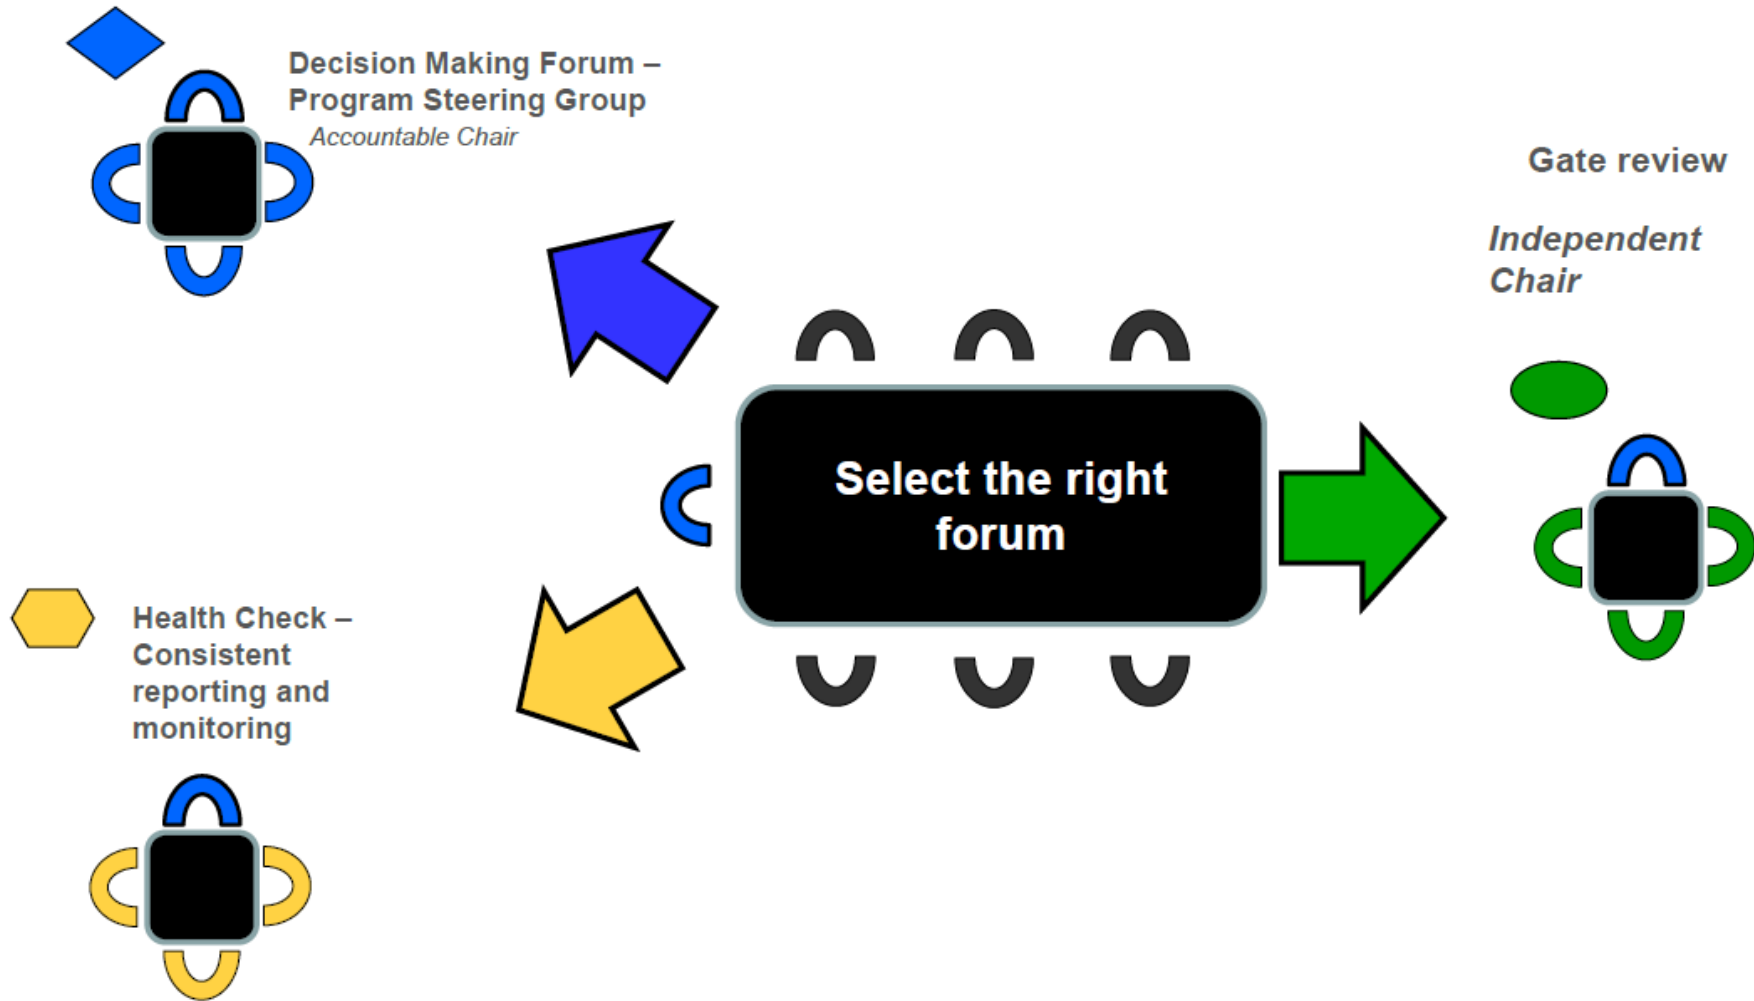 Decision Making Forum –
Program Steering Group
Accountable Chair
Gate review
Independent
Chair
Select the right
forum
Health Check –
Consistent
reporting and
monitoring